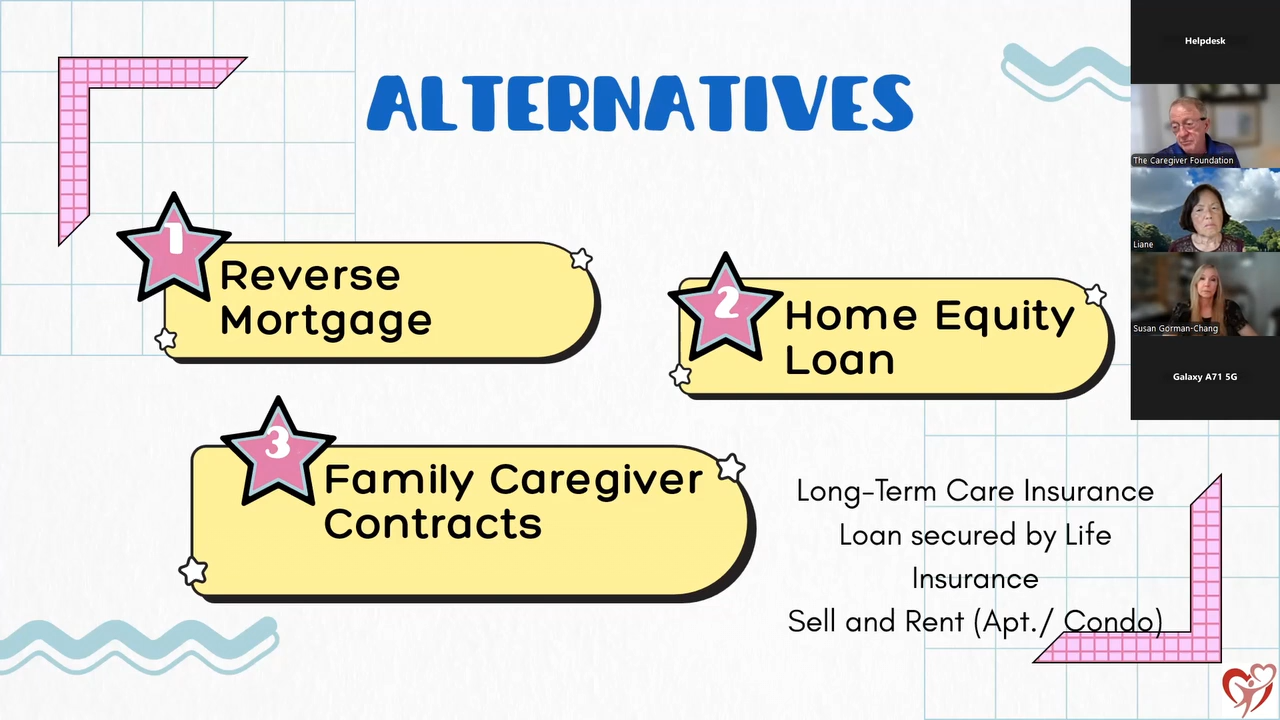 ALTERNATIVES
1
Reverse
Mortgage
2
Home Equity
Loan
3
Family Caregiver
Contracts
Long-Term Care Insurance
Loan secured by Life
Insurance
Sell and Rent (Apt./ Condo)
Helpdesk
The Caregiver Foundation
Liane
Susan Gorman-Chang
Galaxy A71 5G